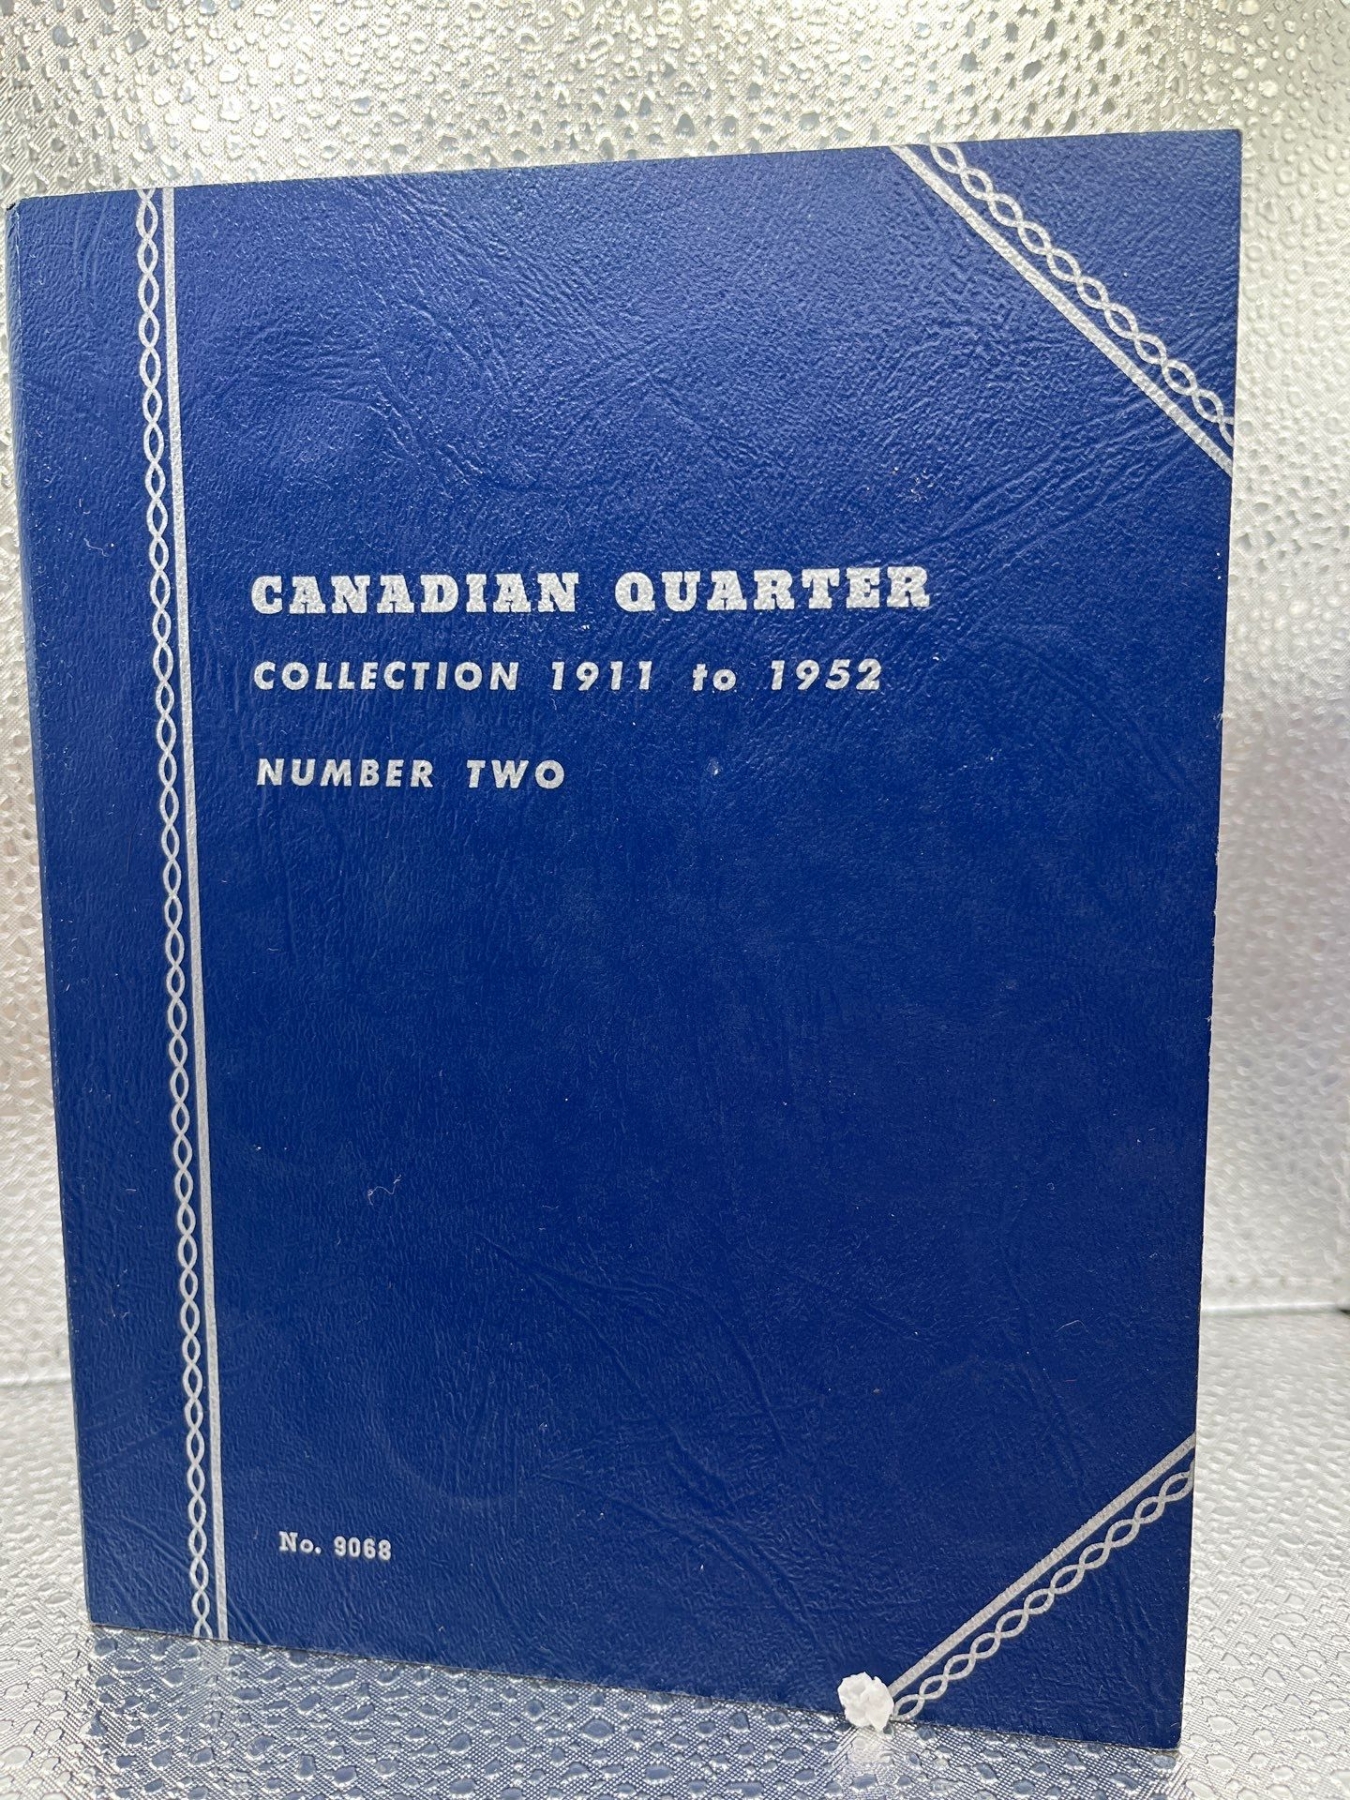 CANADIAN QUARTER
COLLECTION 1911 to 1952
NUMBER TWO
No. 9068